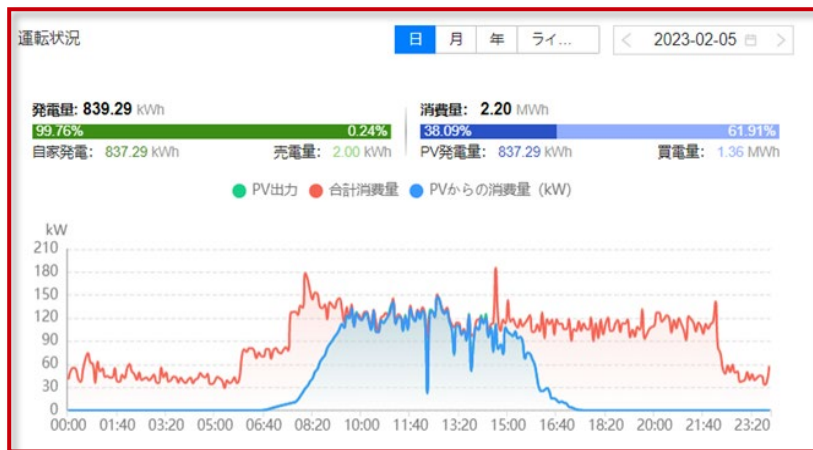 運転状況
日 月 年 ライ... < 2023-02-05 >
発電量: 839.29 kWh
99.76% 0.24%
自家発電: 837.29 kWh 売電量: 2.00 kWh
消費量: 2.20 MWh
38.09% 61.91%
PV発電量: 837.29 kWh 買電量: 1.36 MWh
PV出力 合計消費量 PVからの消費量 (kW)
kW
210
180
150
120
90
60
30
0
00:00 01:40 03:20 05:00 06:40 08:20 10:00 11:40 13:20 15:00 16:40 18:20 20:00 21:40 23:20